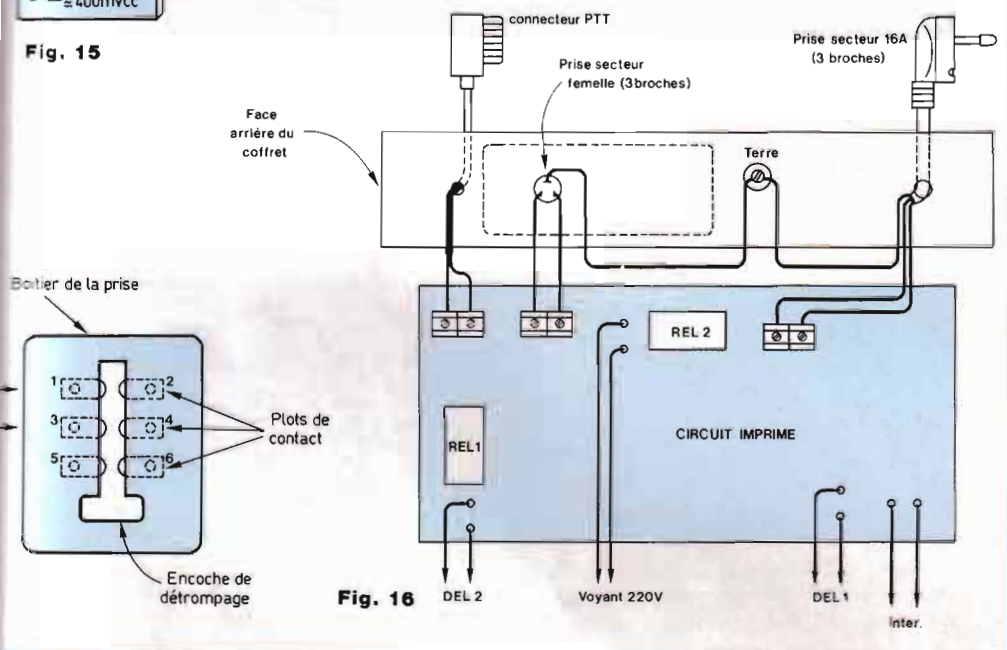 ≃400mVcc
Fig. 15
connecteur PTT
Prise secteur
femelle (3broches)
Prise secteur 16A
(3 broches)
Face
arriére du
coffret
Terre
Boitier de la prise
1
2
3
4
5
6
Plots de
contact
Encoche de
détrompage
REL 2
REL1
CIRCUIT IMPRIME
Fig. 16
DEL 2
Voyant 220V
DEL 1
Inter.